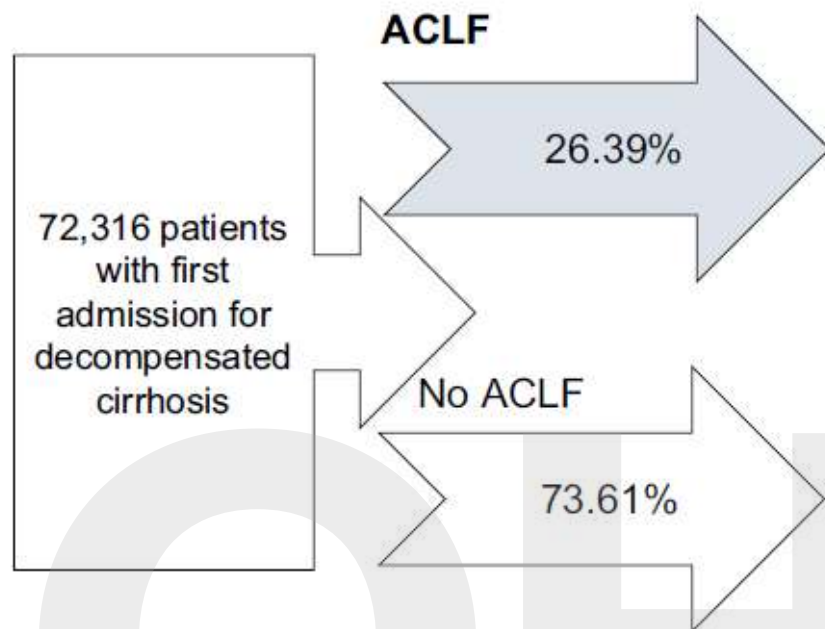 ACLF
26.39%
72,316 patients
with first
admission for
decompensated
cirrhosis
No ACLF
73.61%